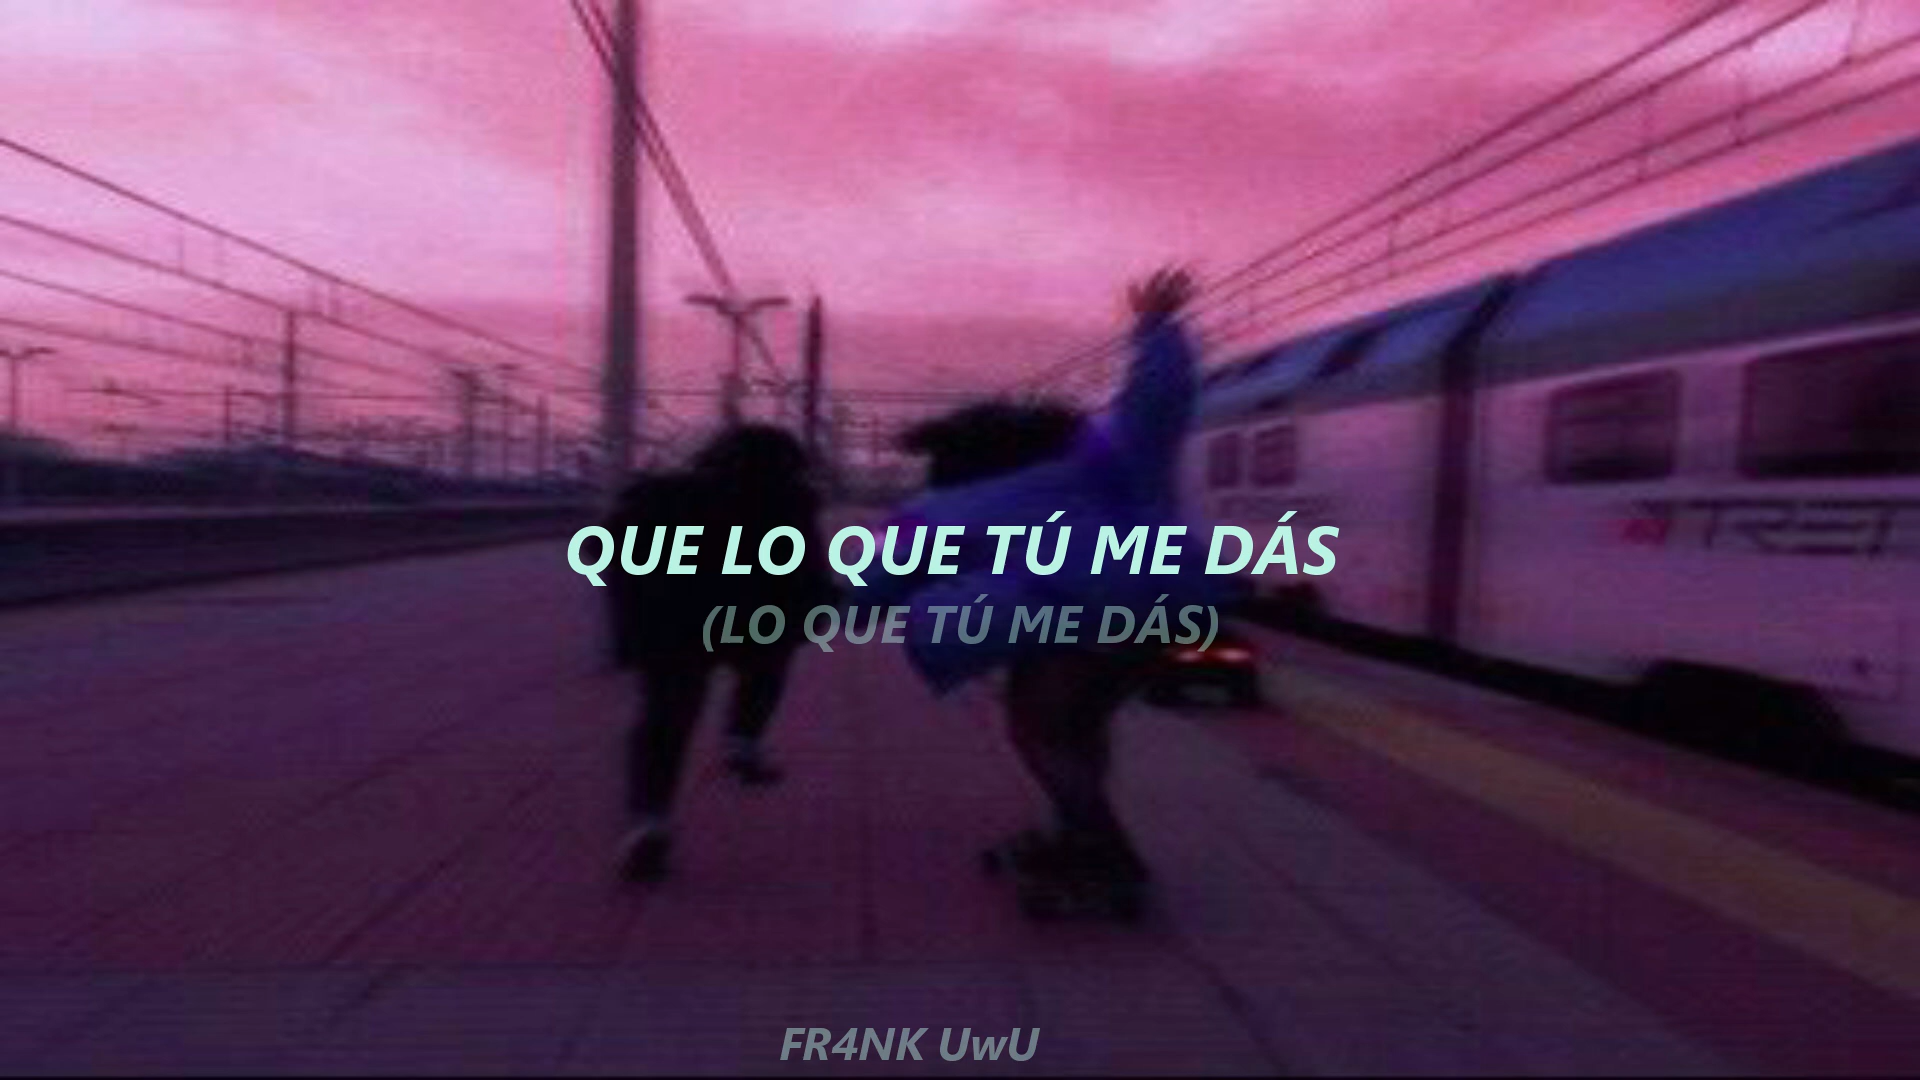 QUE LO QUE TÚ ME DÁS
(LO QUE TÚ ME DÁS)
FR4NK UwU